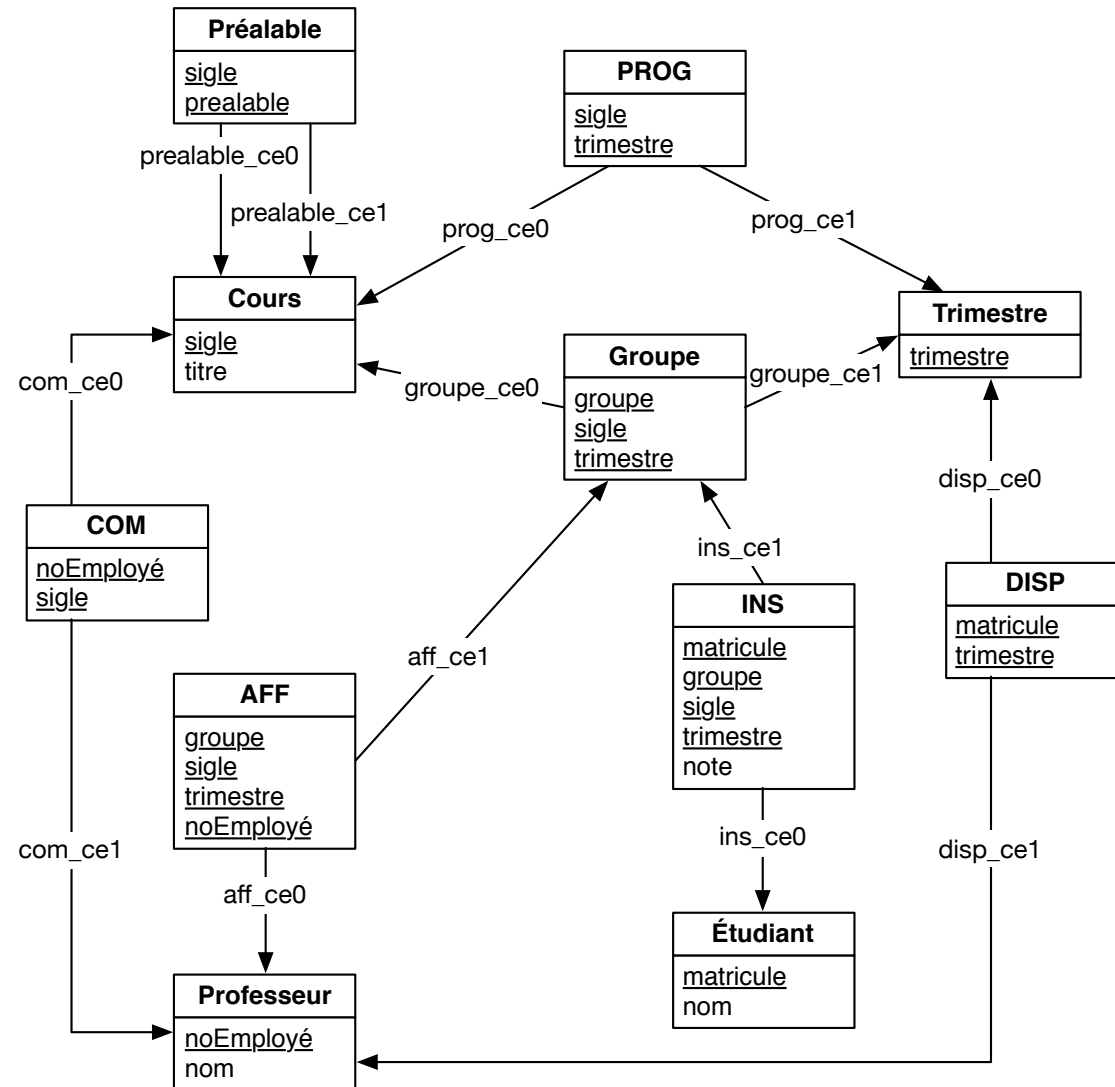 Préalable
sigle
prealable
PROG
sigle
trimestre
prealable_ce0
prealable_ce1
prog_ce0
prog_ce1
Cours
sigle
titre
Trimestre
trimestre
Groupe
groupe
sigle
trimestre
com_ce0
groupe_ce0
groupe_ce1
disp_ce0
COM
noEmployé
sigle
ins_ce1
INS
matricule
groupe
sigle
trimestre
note
DISP
matricule
trimestre
aff_ce1
AFF
groupe
sigle
trimestre
noEmployé
com_ce1
ins_ce0
disp_ce1
aff_ce0
Étudiant
matricule
nom
Professeur
noEmployé
nom